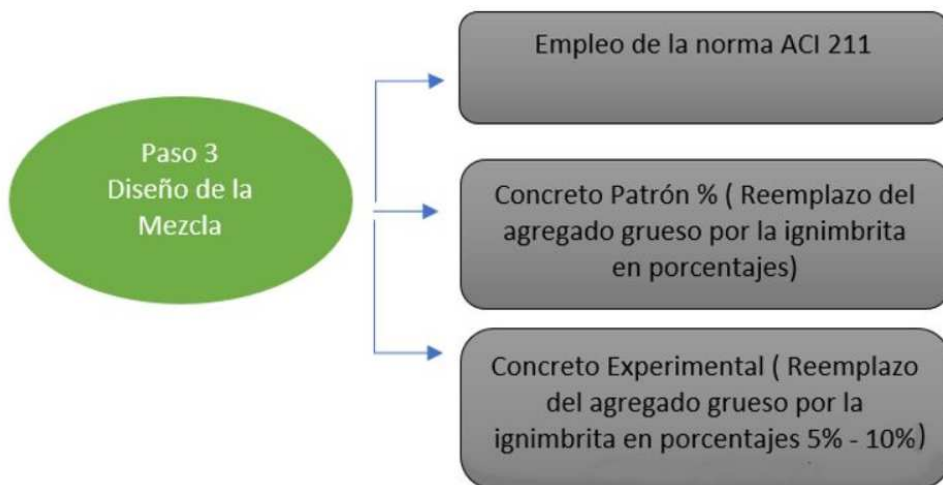 Paso 3
Diseño de la
Mezcla
Empleo de la norma ACI 211
Concreto Patrón % ( Reemplazo del
agregado grueso por la ignimbrita
en porcentajes)
Concreto Experimental ( Reemplazo
del agregado grueso por la
ignimbrita en porcentajes 5% - 10%)